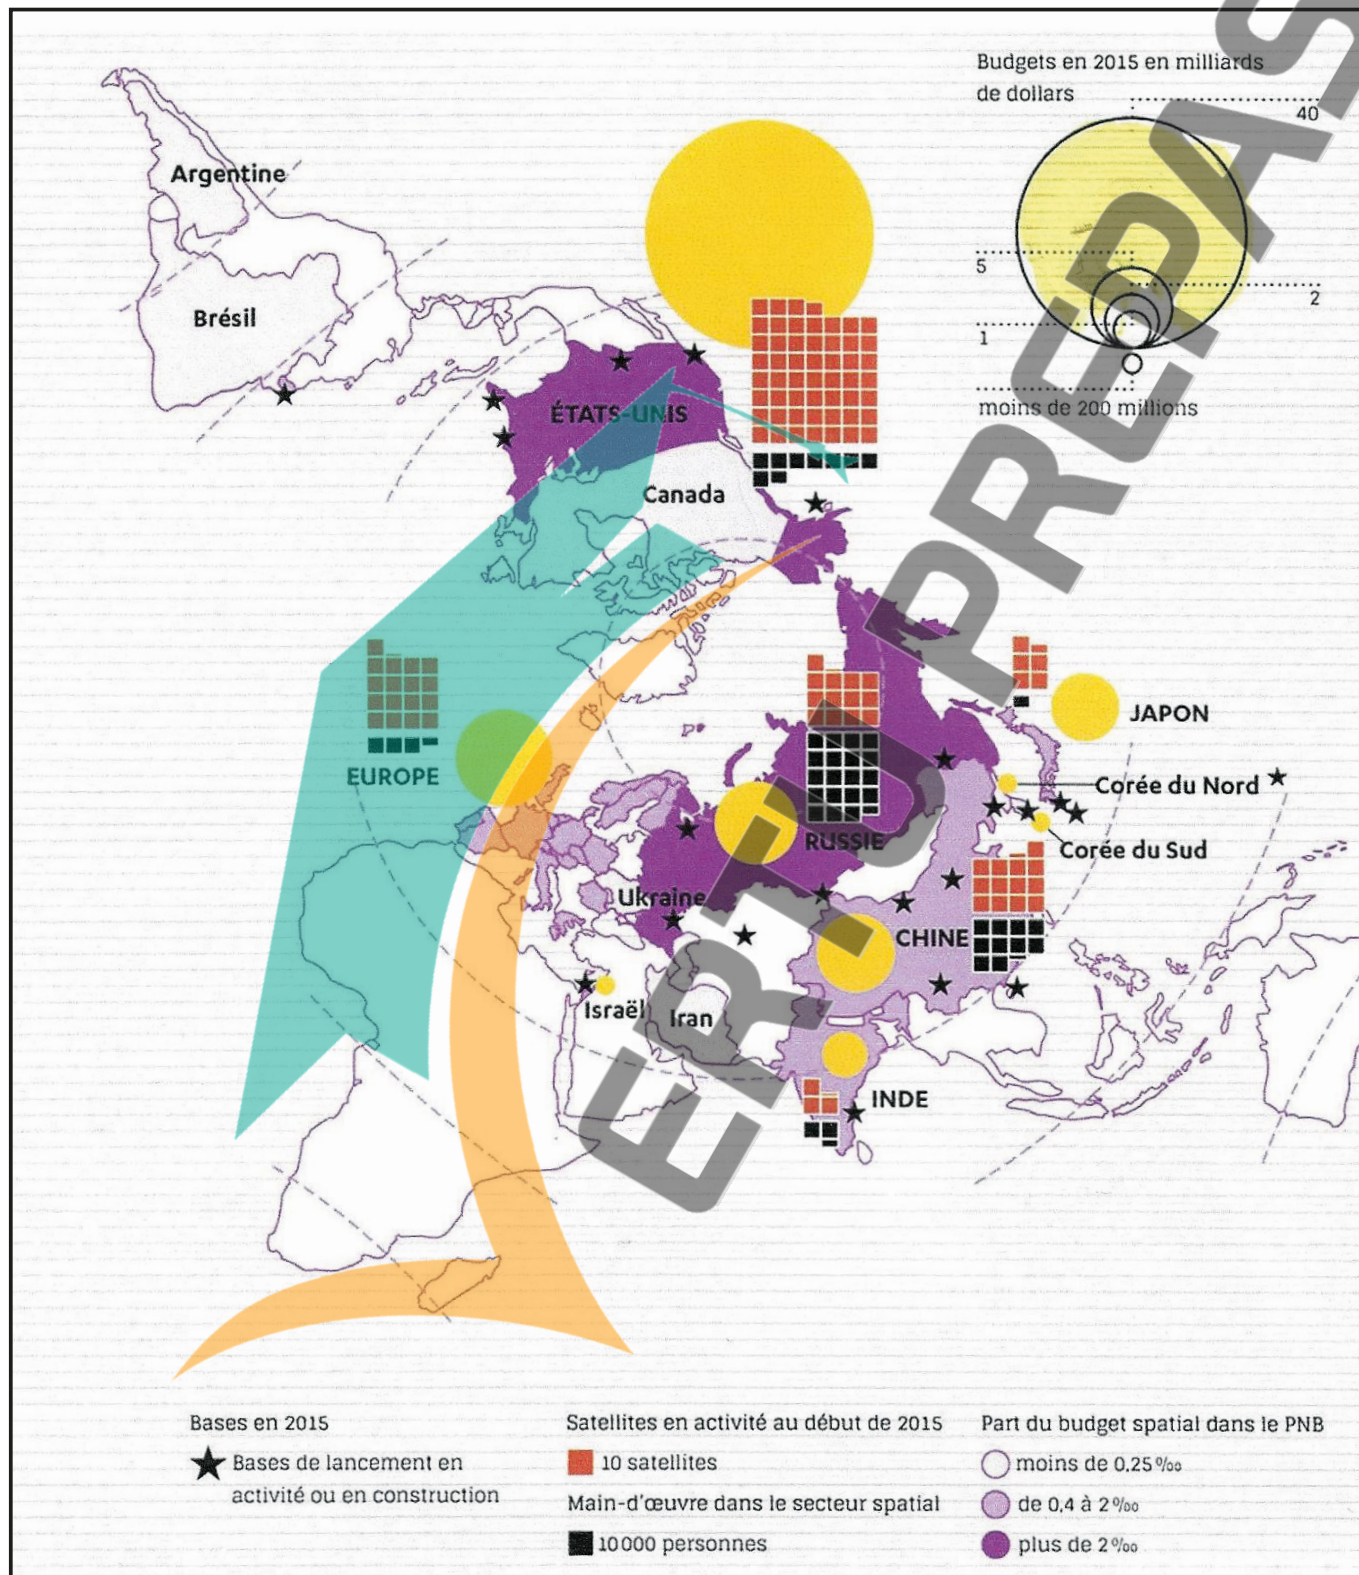 Budgets en 2015 en milliards
de dollars
40
5
2
1
moins de 200 millions
Argentine
Brésil
ÉTATS-UNIS
Canada
EUROPE
JAPON
Corée du Nord
RUSSIE
Corée du Sud
Ukraine
CHINE
Israël
Iran
INDE
ERTU PREPAS
Bases en 2015
Bases de lancement en
activité ou en construction
Satellites en activité au début de 2015
10 satellites
Main-d'œuvre dans le secteur spatial
10 000 personnes
Part du budget spatial dans le PNB
moins de 0,25 ‰
de 0,4 à 2 ‰
plus de 2 ‰